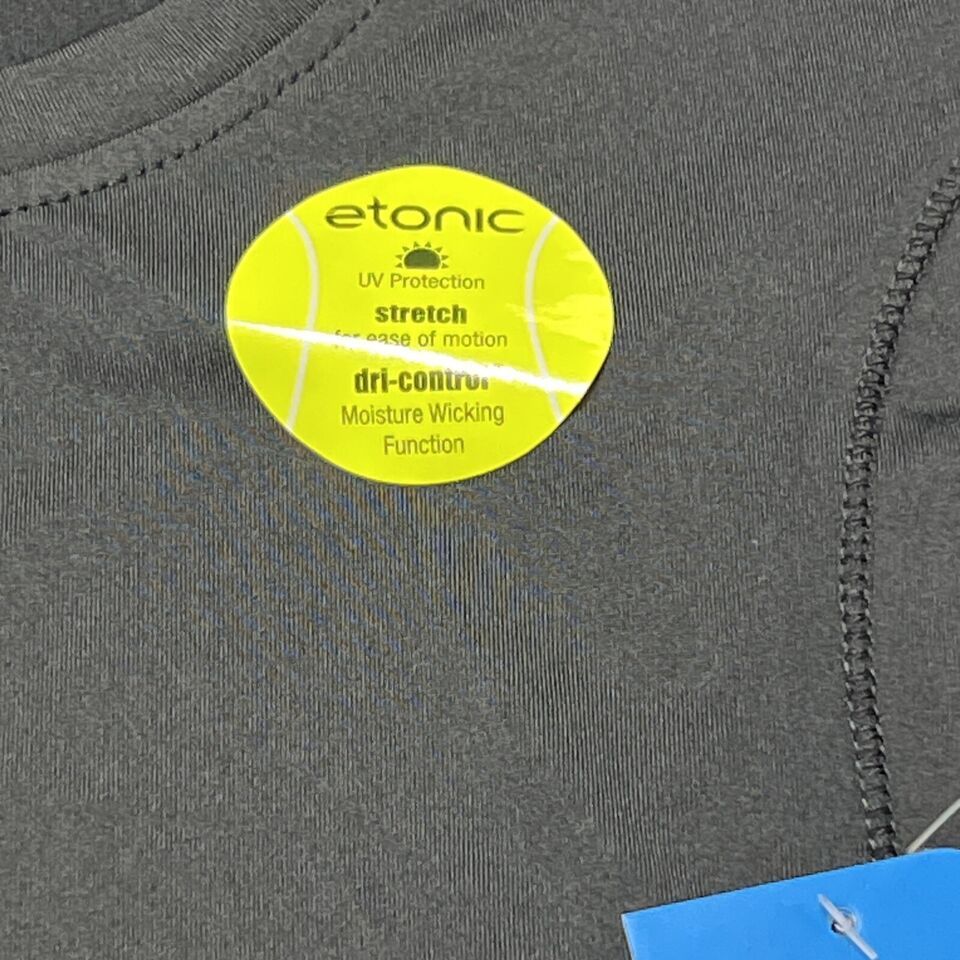 etonic
UV Protection
stretch
for ease of motion
dri-control
Moisture Wicking
Function